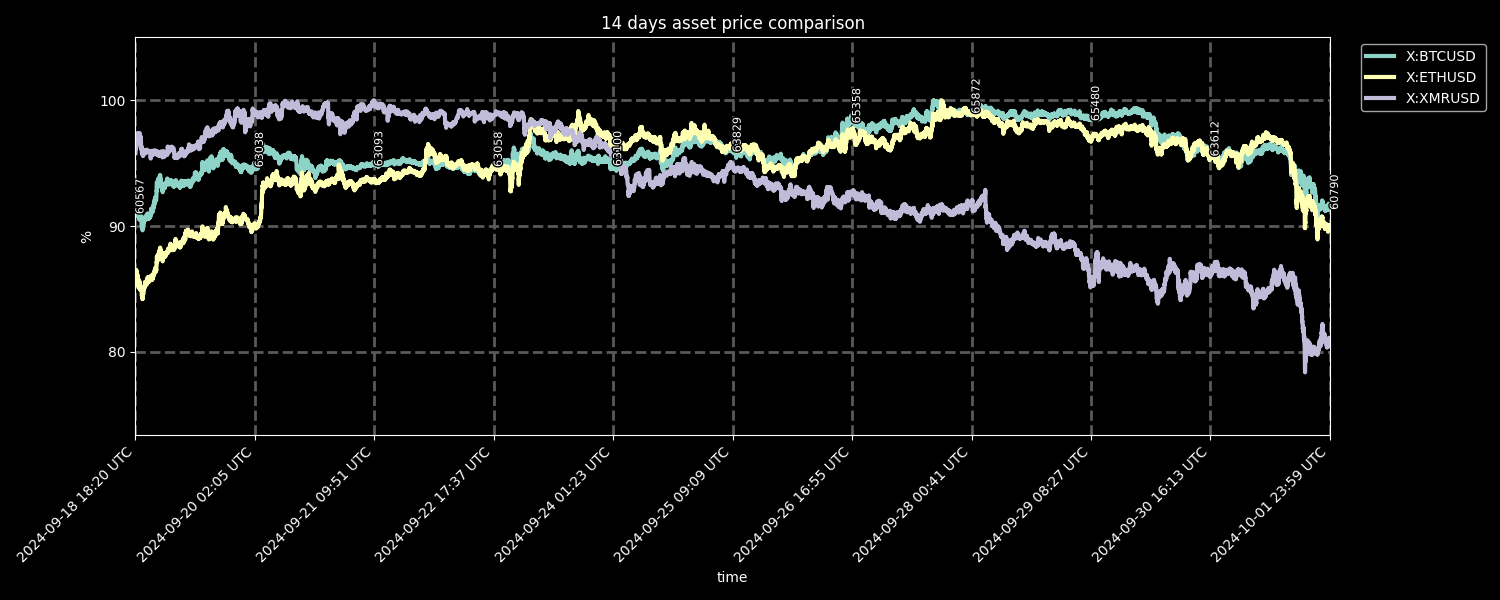 14 days asset price comparison
X:BTCUSD
X:ETHUSD
X:XMRUSD
100
90
80
%
60567
63038
63093
63058
63100
63829
65358
65872
65480
63612
60790
2024-09-18 18:20 UTC
2024-09-20 02:05 UTC
2024-09-21 09:51 UTC
2024-09-22 17:37 UTC
2024-09-24 01:23 UTC
2024-09-25 09:09 UTC
2024-09-26 16:55 UTC
2024-09-28 00:41 UTC
2024-09-29 08:27 UTC
2024-09-30 16:13 UTC
2024-10-01 23:59 UTC
time